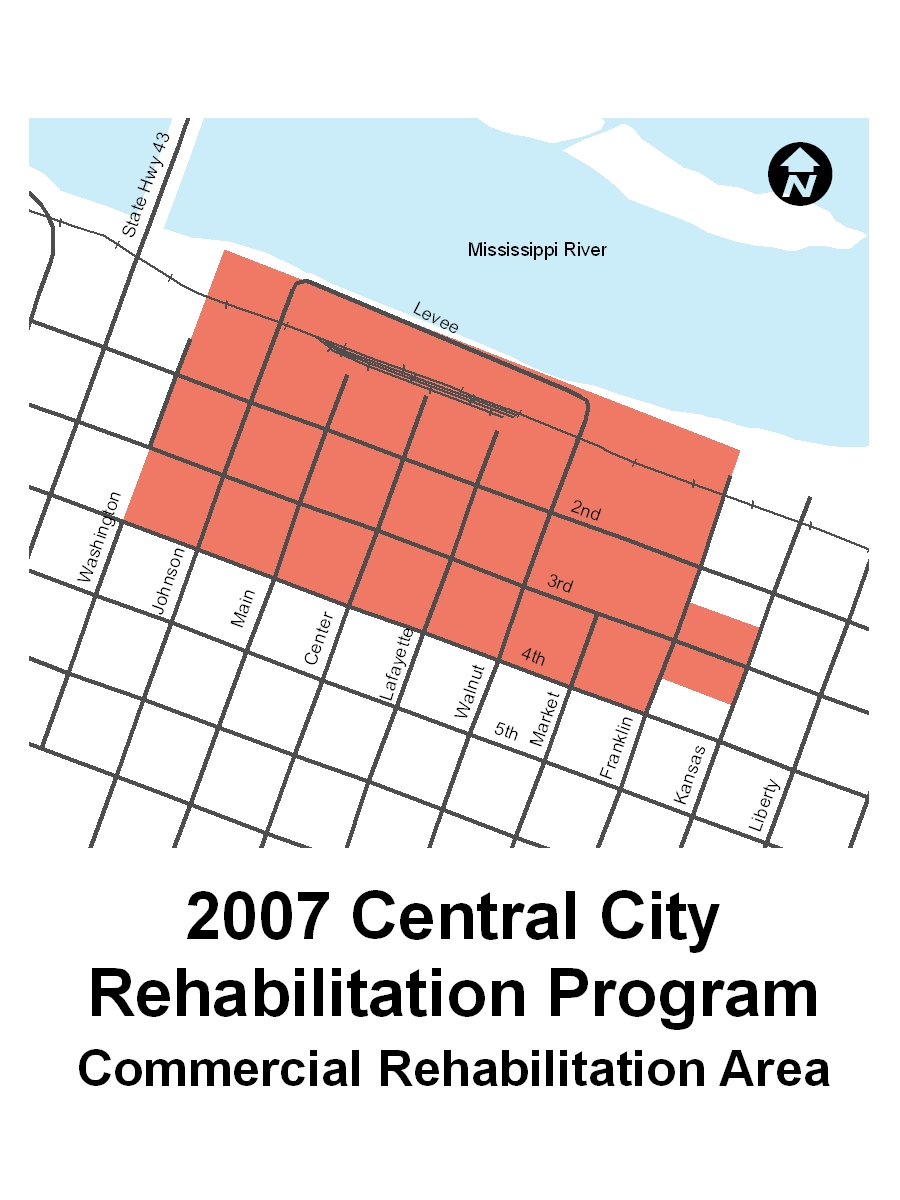 State Hwy 43
N
Mississippi River
Levee
2nd
3rd
4th
5th
Washington
Johnson
Main
Center
Lafayette
Walnut
Market
Franklin
Kansas
Liberty
2007 Central City
Rehabilitation Program
Commercial Rehabilitation Area